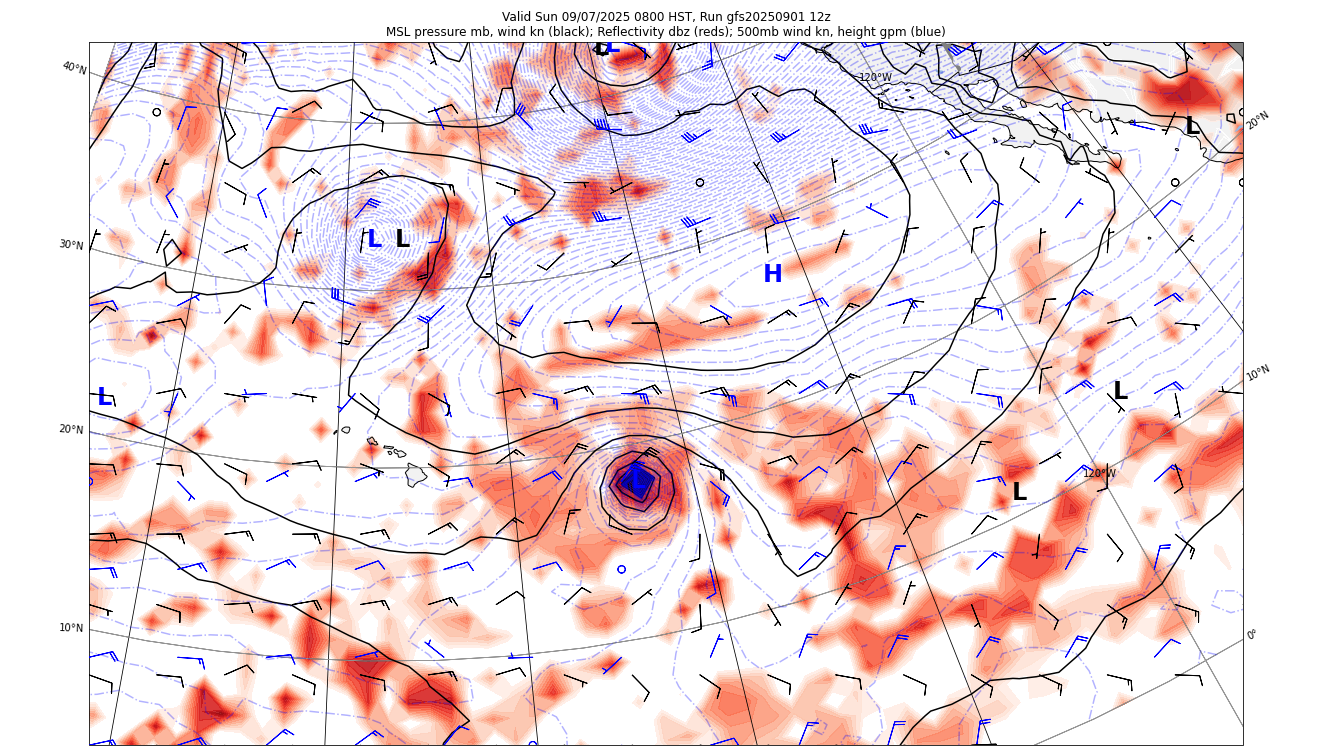 Valid Sun 09/07/2025 0800 HST, Run gfs20250901 12z
MSL pressure mb, wind kn (black); Reflectivity dbz (reds); 500mb wind kn, height gpm (blue)
L L
40°N
120°W
20°N
L
30°N
L L
H
10°N
L
L
20°N
120°W
L
L
10°N
0°